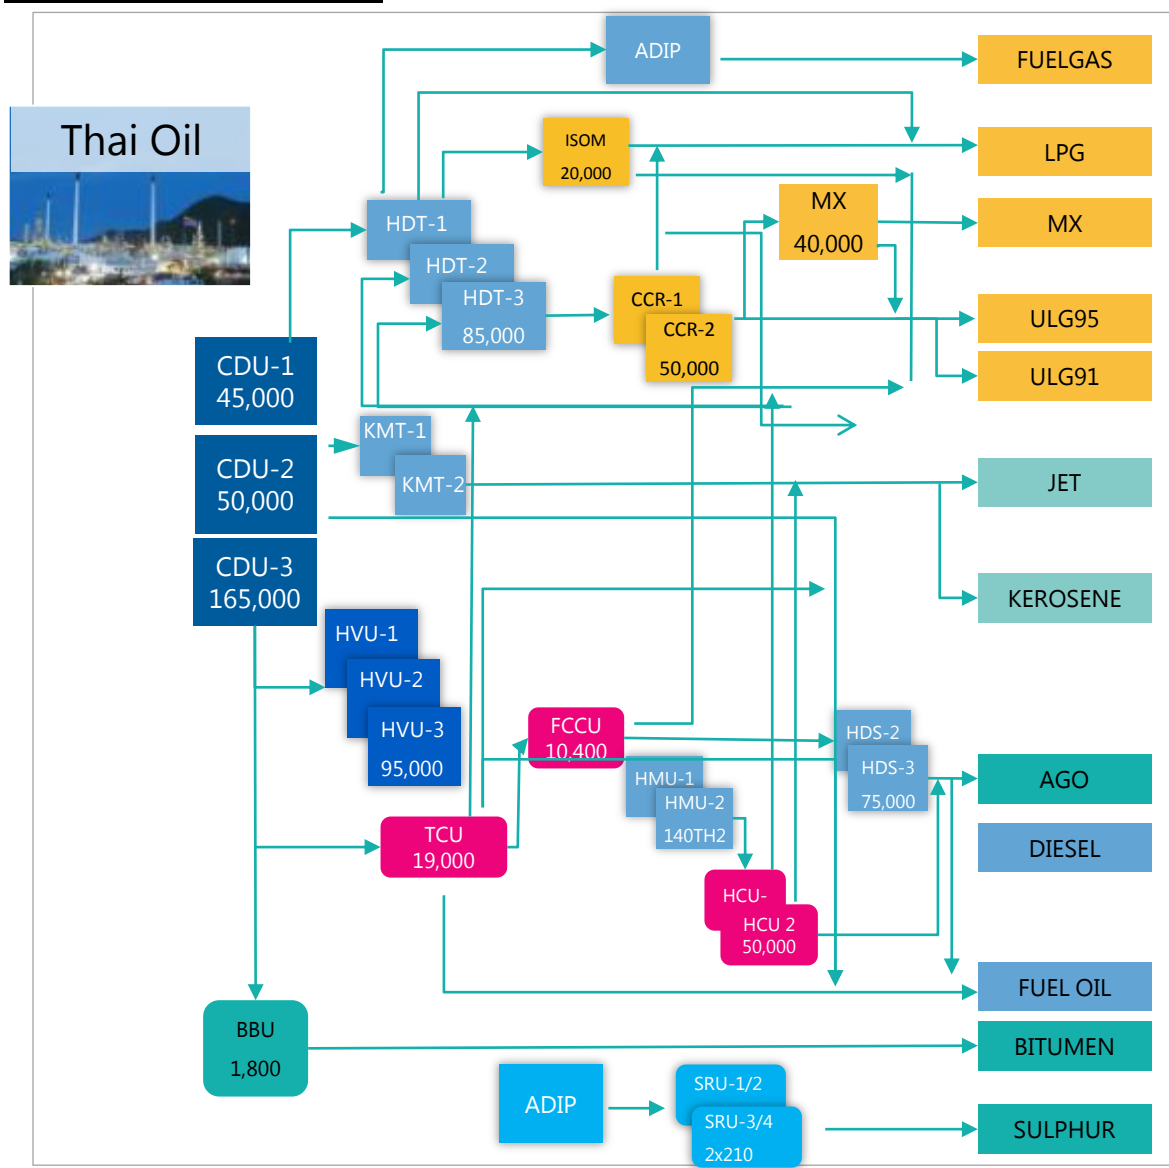 Thai Oil
ADIP
FUELGAS
ISOM
20,000
LPG
HDT-1
MX
40,000
MX
HDT-2
HDT-3
85,000
CCR-1
CCR-2
50,000
ULG95
ULG91
CDU-1
45,000
KMT-1
KMT-2
CDU-2
50,000
JET
CDU-3
165,000
KEROSENE
HVU-1
HVU-2
HVU-3
95,000
FCCU
10,400
HDS-2
HDS-3
75,000
AGO
HMU-1
HMU-2
140TH2
TCU
19,000
DIESEL
HCU-
HCU 2
50,000
FUEL OIL
BBU
1,800
BITUMEN
ADIP
SRU-1/2
SRU-3/4
2x210
SULPHUR